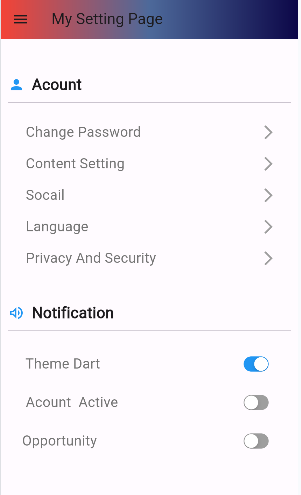 My Setting Page
Acount
Change Password
Content Setting
Socail
Language
Privacy And Security
Notification
Theme Dart
Acount  Active
Opportunity